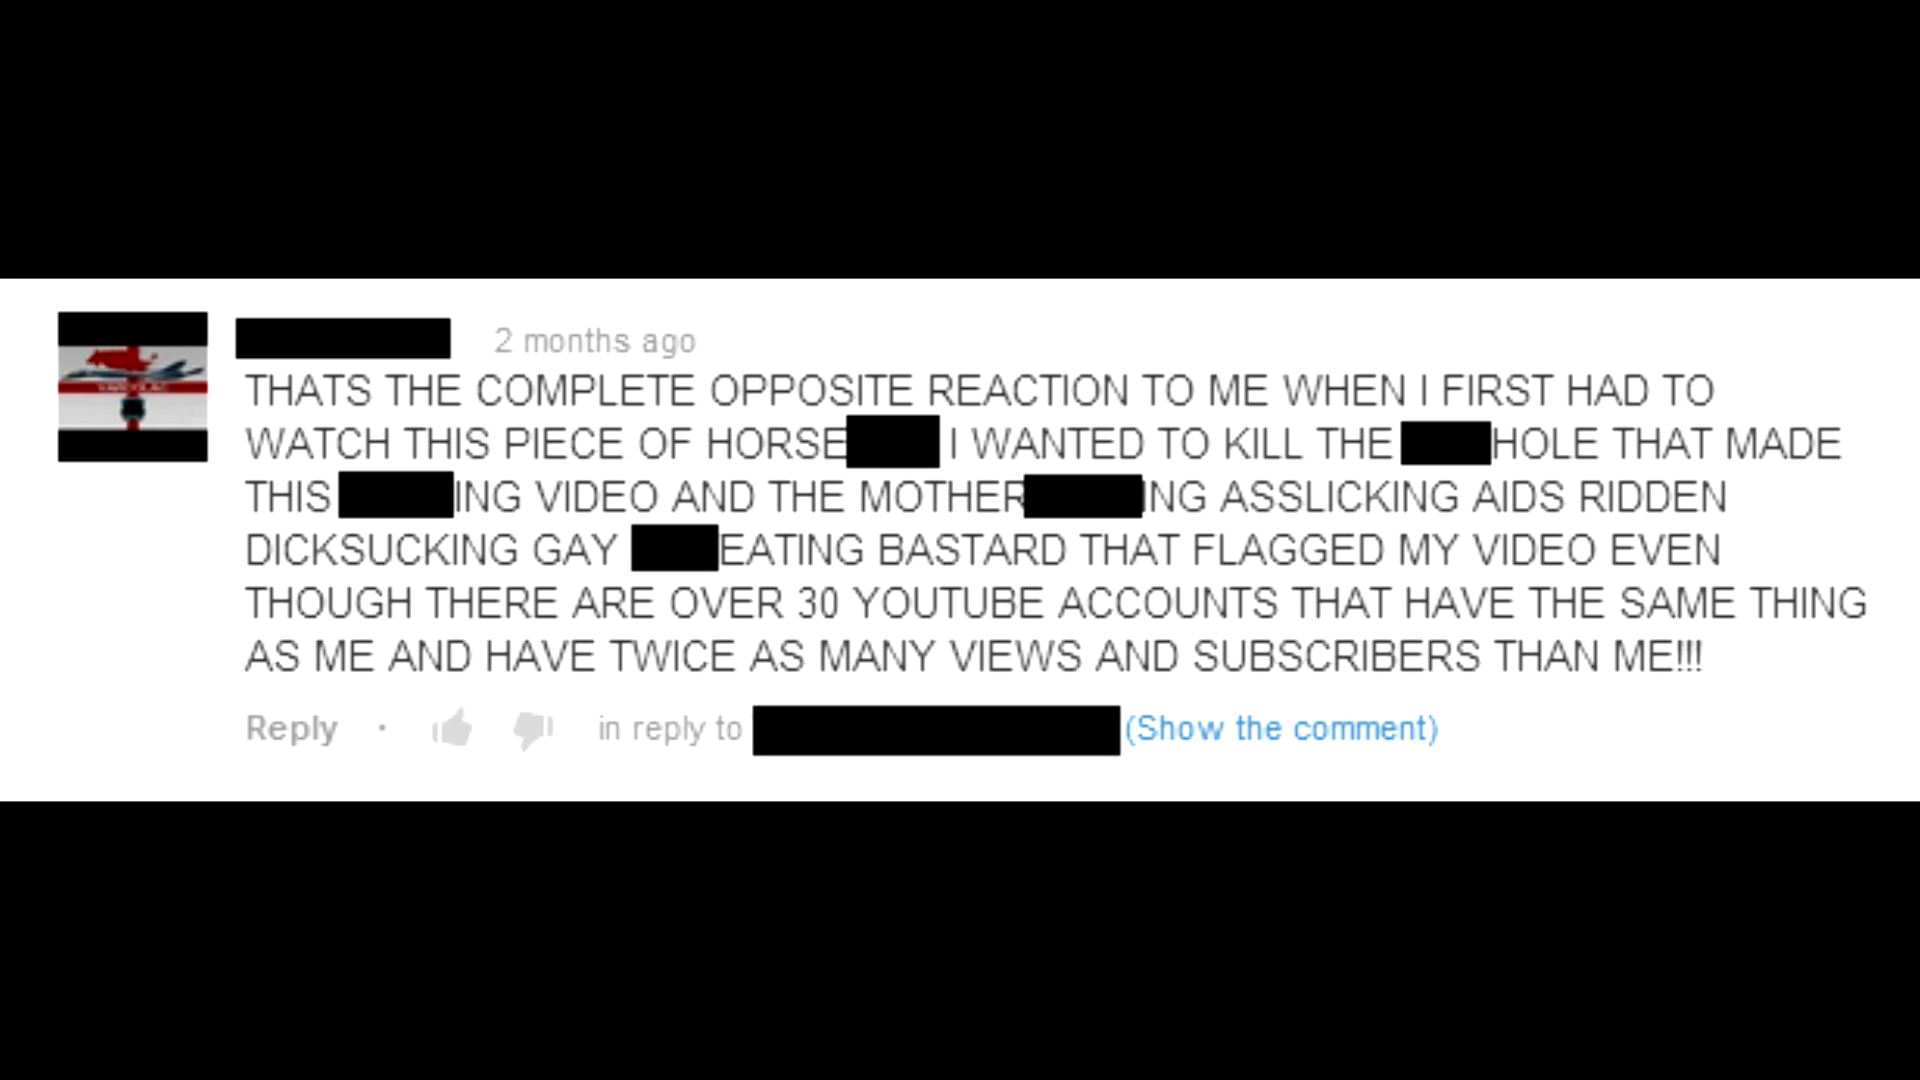 2 months ago
THATS THE COMPLETE OPPOSITE REACTION TO ME WHEN I FIRST HAD TO
WATCH THIS PIECE OF HORSE I WANTED TO KILL THE HOLE THAT MADE
THIS ING VIDEO AND THE MOTHER ING ASSLICKING AIDS RIDDEN
DICKSUCKING GAY EATING BASTARD THAT FLAGGED MY VIDEO EVEN
THOUGH THERE ARE OVER 30 YOUTUBE ACCOUNTS THAT HAVE THE SAME THING
AS ME AND HAVE TWICE AS MANY VIEWS AND SUBSCRIBERS THAN ME!!!
Reply · in reply to (Show the comment)